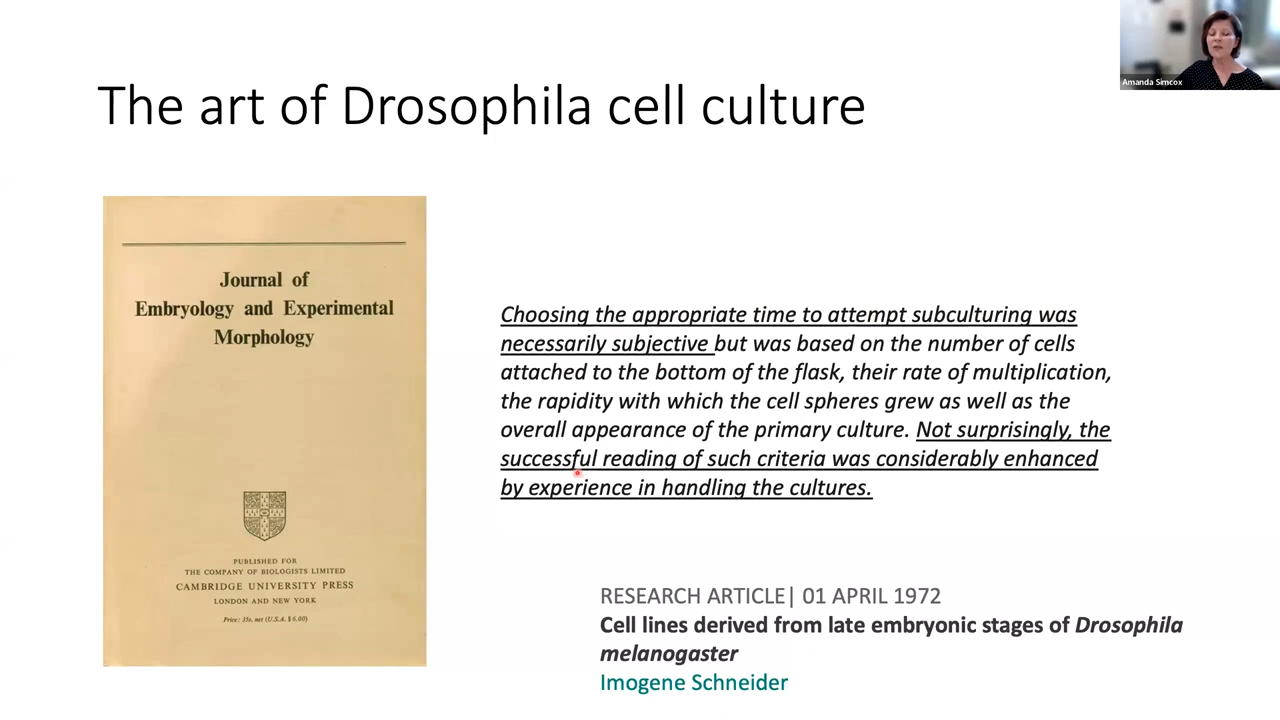 Amanda Simcox
The art of Drosophila cell culture
Journal of
Embryology and Experimental
Morphology
PUBLISHED FOR
THE COMPANY OF BIOLOGISTS LIMITED
CAMBRIDGE UNIVERSITY PRESS
LONDON AND NEW YORK
Price: 35s. net (U.S.A. $6.00)
Choosing the appropriate time to attempt subculturing was
necessarily subjective but was based on the number of cells
attached to the bottom of the flask, their rate of multiplication,
the rapidity with which the cell spheres grew as well as the
overall appearance of the primary culture. Not surprisingly, the
successful reading of such criteria was considerably enhanced
by experience in handling the cultures.
RESEARCH ARTICLE| 01 APRIL 1972
Cell lines derived from late embryonic stages of Drosophila
melanogaster
Imogene Schneider